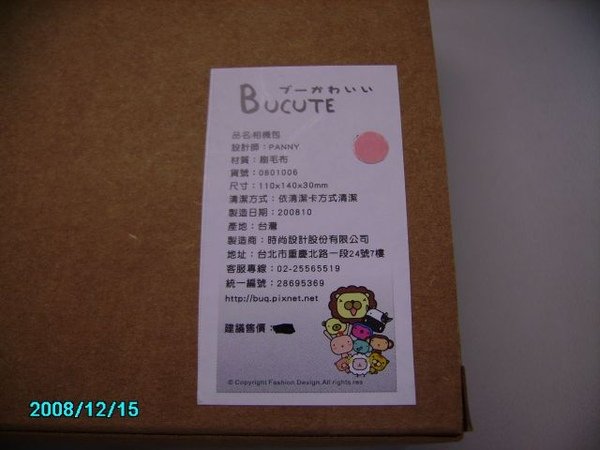 ブーかわいい
BUCUTE
品名:相機包
設計師：PANNY
材質：刷毛布
貨號：0801006
尺寸：110x140x30mm
清潔方式：依清潔卡方式清潔
製造日期：200810
產地：台灣
製造商：時尚設計股份有限公司
地址：台北市重慶北路一段24號7樓
客服專線：02-25565519
統一編號：28695369
http://buq.pixnet.net
建議售價：
© Copyright Fashion Design.All rights res
2008/12/15